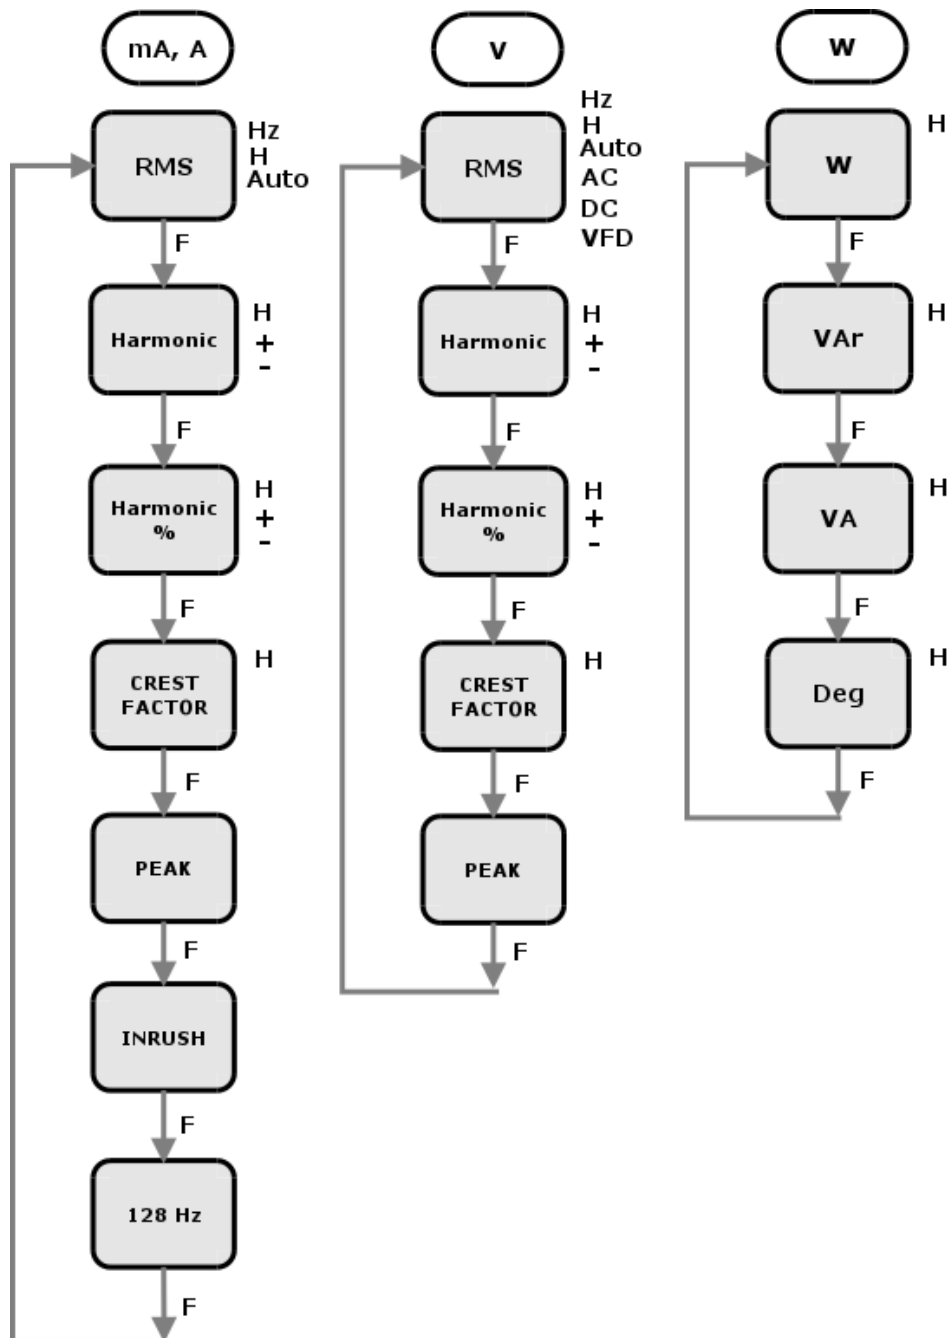 mA, A
RMS
Hz
H
Auto
F
Harmonic
H
+
-
F
Harmonic
%
H
+
-
F
CREST
FACTOR
H
F
PEAK
F
INRUSH
F
128 Hz
F
V
RMS
Hz
H
Auto
AC
DC
VFD
F
Harmonic
H
+
-
F
Harmonic
%
H
+
-
F
CREST
FACTOR
H
F
PEAK
F
W
W
H
F
VAr
H
F
VA
H
F
Deg
H
F